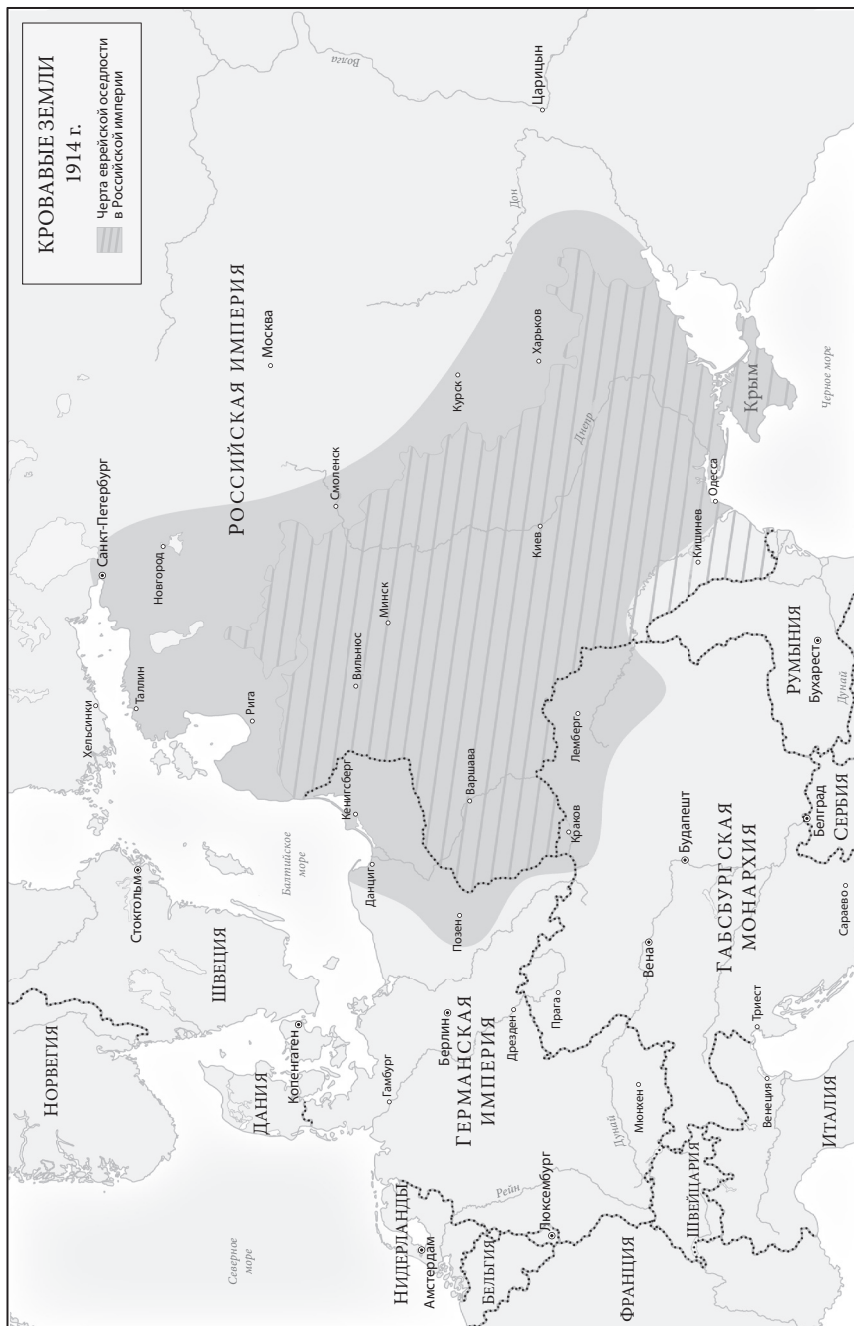 КРОВАВЫЕ ЗЕМЛИ
1914 г.
Черта еврейской оседлости
в Российской империи
НОРВЕГИЯ
ШВЕЦИЯ
Стокгольм
Хельсинки
Таллин
Санкт-Петербург
Новгород
Волга
Северное
море
ДАНИЯ
Копенгаген
Балтийское
море
Рига
РОССИЙСКАЯ ИМПЕРИЯ
Москва
Смоленск
НИДЕРЛАНДЫ
Амстердам
Гамбург
Данциг
Кенигсберг
Вильнюс
Минск
БЕЛЬГИЯ
Рейн
Берлин
ГЕРМАНСКАЯ
ИМПЕРИЯ
Позен
Варшава
Курск
Дон
Люксембург
Дрезден
Прага
Краков
Лемберг
Киев
Днепр
Харьков
Царицын
ФРАНЦИЯ
Дунай
Мюнхен
Вена
Будапешт
ШВЕЙЦАРИЯ
ГАБСБУРГСКАЯ
МОНАРХИЯ
Кишинев
Одесса
Крым
Венеция
Триест
ИТАЛИЯ
Сараево
Белград
СЕРБИЯ
РУМЫНИЯ
Бухарест
Дунай
Черное море